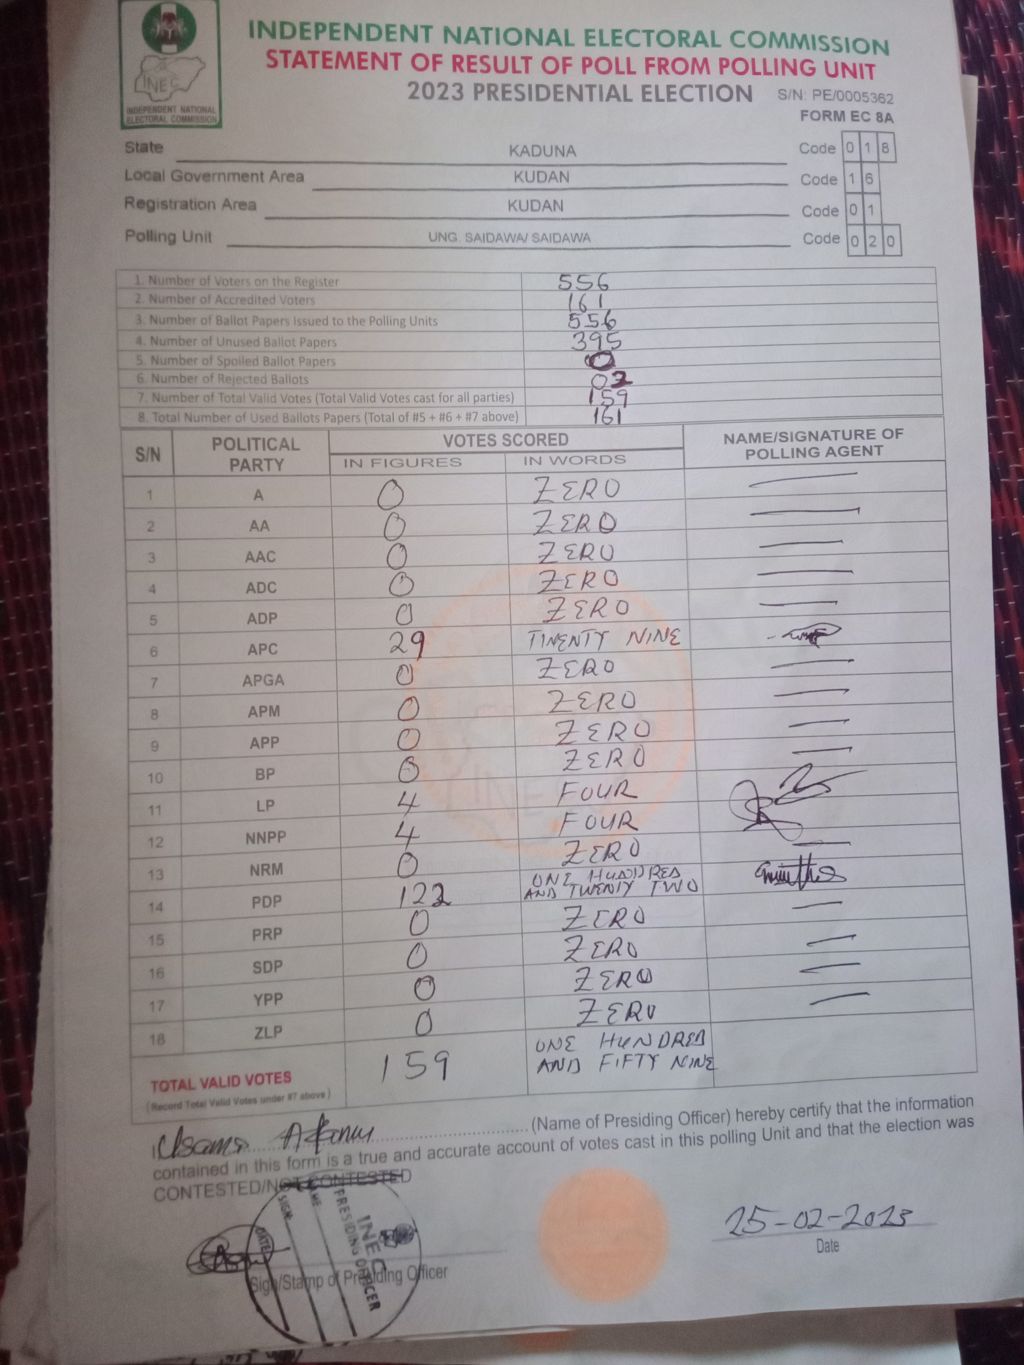 INEC
INDEPENDENT NATIONAL
ELECTORAL COMMISSION
INDEPENDENT NATIONAL ELECTORAL COMMISSION
STATEMENT OF RESULT OF POLL FROM POLLING UNIT
2023 PRESIDENTIAL ELECTION S/N: PE/0005362
FORM EC 8A
State KADUNA Code 0 1 8
Local Government Area KUDAN Code 1 6
Registration Area KUDAN Code 0 1
Polling Unit UNG. SAIDAWA/ SAIDAWA Code 0 2 0
1. Number of Voters on the Register 556
2. Number of Accredited Voters 161
3. Number of Ballot Papers Issued to the Polling Units 556
4. Number of Unused Ballot Papers 395
5. Number of Spoiled Ballot Papers 0
6. Number of Rejected Ballots 02
7. Number of Total Valid Votes (Total Valid Votes cast for all parties) 159
8. Total Number of Used Ballots Papers (Total of #5 + #6 + #7 above) 161
S/N POLITICAL PARTY VOTES SCORED NAME/SIGNATURE OF POLLING AGENT
IN FIGURES IN WORDS
1 A 0 ZERO
2 AA 0 ZERO
3 AAC 0 ZERO
4 ADC 0 ZERO
5 ADP 0 ZERO
6 APC 29 TINENTY NINE
7 APGA 0 ZERO
8 APM 0 ZERO
9 APP 0 ZERO
10 BP 0 ZERO
11 LP 4 FOUR
12 NNPP 4 FOUR
13 NRM 0 ZERO
14 PDP 122 ONE HUNDRED AND TWENTY TWO
15 PRP 0 ZERO
16 SDP 0 ZERO
17 YPP 0 ZERO
18 ZLP 0 ZERO
TOTAL VALID VOTES 159 ONE HUNDRED AND FIFTY NINE
(Record Total Valid Votes under #7 above)
I (Name of Presiding Officer) hereby certify that the information
contained in this form is a true and accurate account of votes cast in this polling Unit and that the election was
CONTESTED/NOT CONTESTED
INEC
PRESIDING OFFICER
SIGN:
DATE:
25-02-2023
Sign/Stamp of Presiding Officer
Date